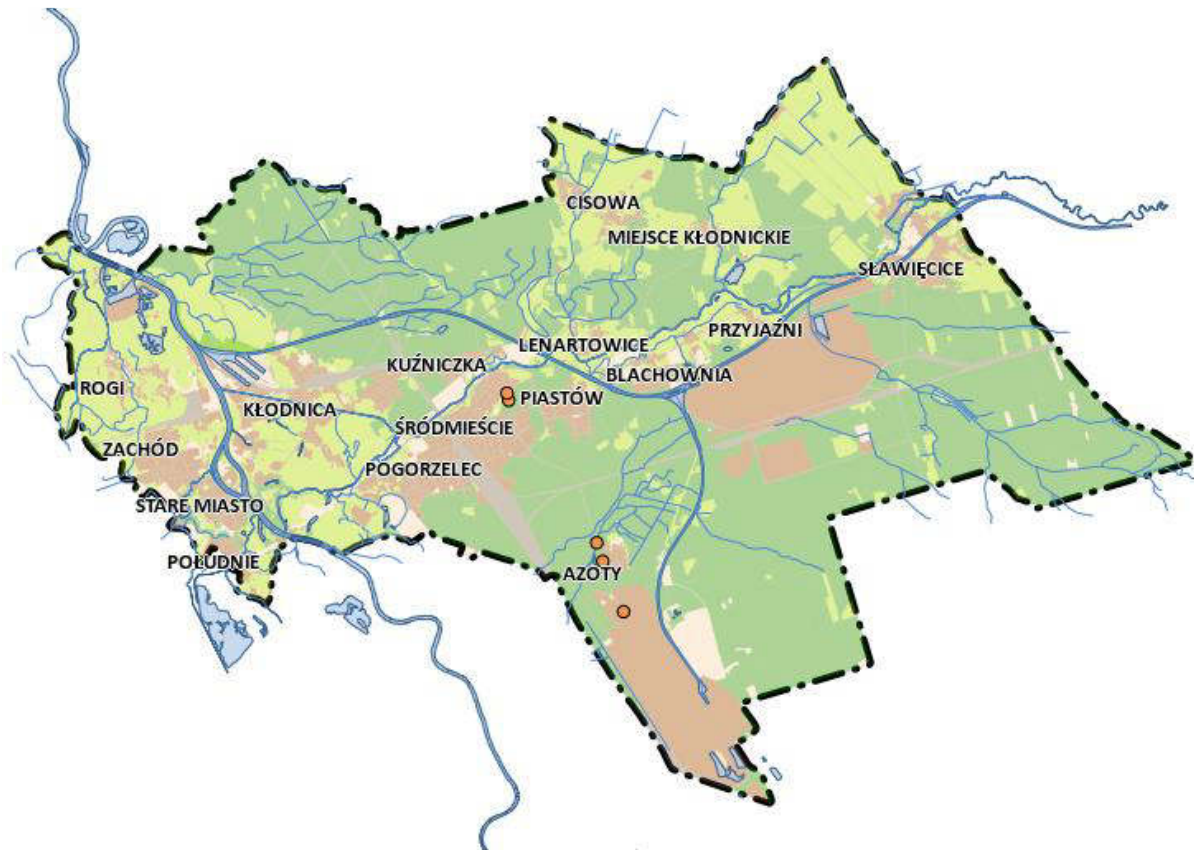 CISOWA
MIEJSCE KŁODNICKIE
SŁAWIĘCICE
PRZYJAŹNI
LENARTOWICE
KUŹNICZKA
BLACHOWNIA
ROGI
PIASTÓW
KŁODNICA
ŚRÓDMIEŚCIE
ZACHÓD
POGORZELEC
STARE MIASTO
POŁUDNIE
AZOTY